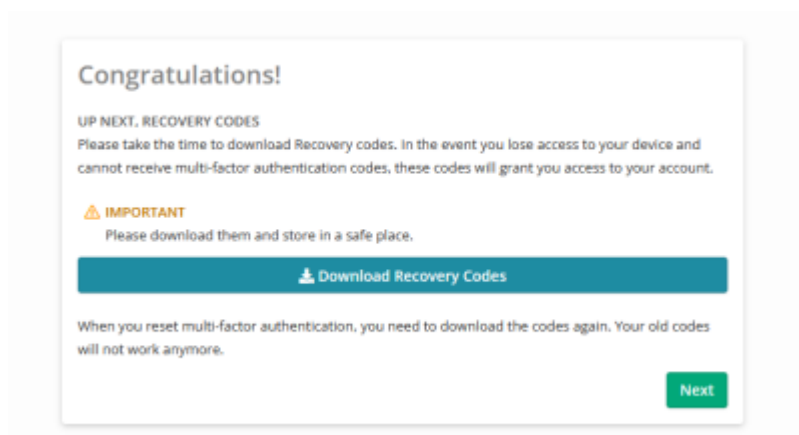 Congratulations!
UP NEXT, RECOVERY CODES
Please take the time to download Recovery codes. In the event you lose access to your device and
cannot receive multi-factor authentication codes, these codes will grant you access to your account.
IMPORTANT
Please download them and store in a safe place.
Download Recovery Codes
When you reset multi-factor authentication, you need to download the codes again. Your old codes
will not work anymore.
Next